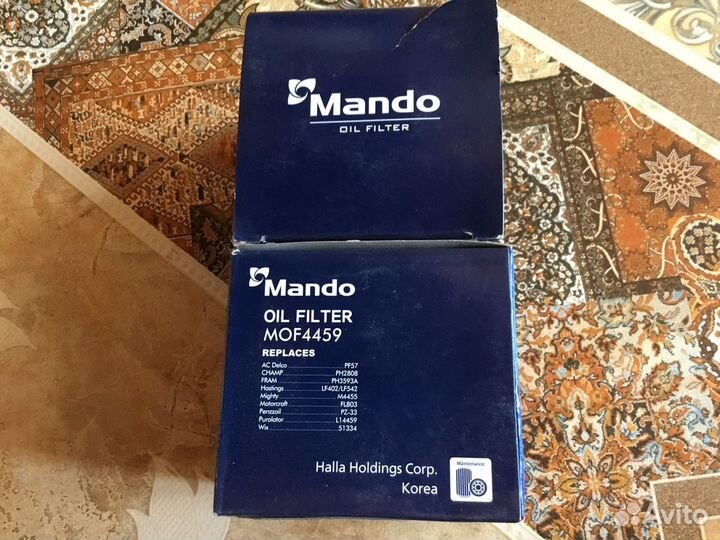 Mando
OIL FILTER
Mando
OIL FILTER
MOF4459
REPLACES
AC Delco PF57
CHAMP PH2808
FRAM PH3593A
Hastings LF402/LF542
Mighty M4455
Motorcraft FL803
Penzzoil PZ-33
Purolator L14459
Wix 51334
Halla Holdings Corp.
Korea
Maintenance
Avito